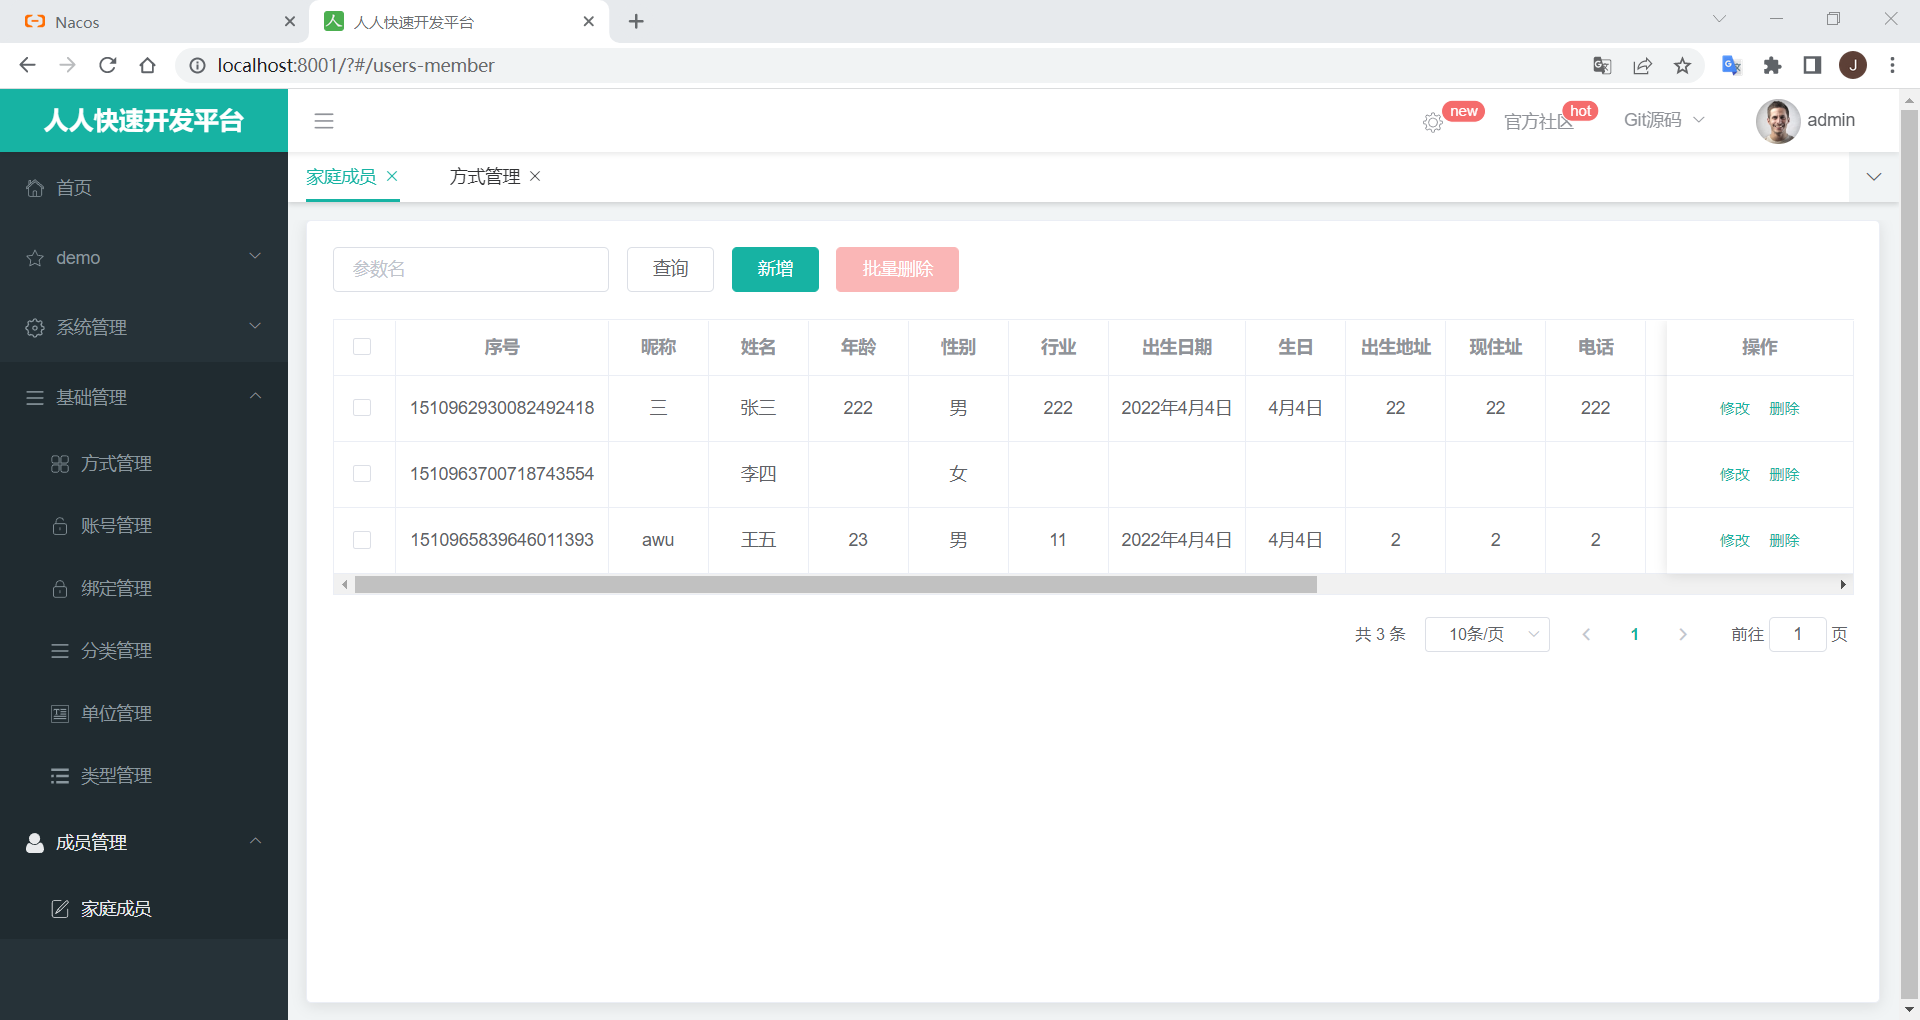 Nacos
人人快速开发平台
localhost:8001/?#/users-member
J
人人快速开发平台
new
官方社区
hot
Git源码
admin
首页
demo
系统管理
基础管理
方式管理
账号管理
绑定管理
分类管理
单位管理
类型管理
成员管理
家庭成员
家庭成员 方式管理
参数名 查询 新增 批量删除
序号 昵称 姓名 年龄 性别 行业 出生日期 生日 出生地址 现住址 电话 操作
1510962930082492418 三 张三 222 男 222 2022年4月4日 4月4日 22 22 222 修改 删除
1510963700718743554 李四 女 修改 删除
1510965839646011393 awu 王五 23 男 11 2022年4月4日 4月4日 2 2 2 修改 删除
共 3 条 10条/页 1 前往 1 页